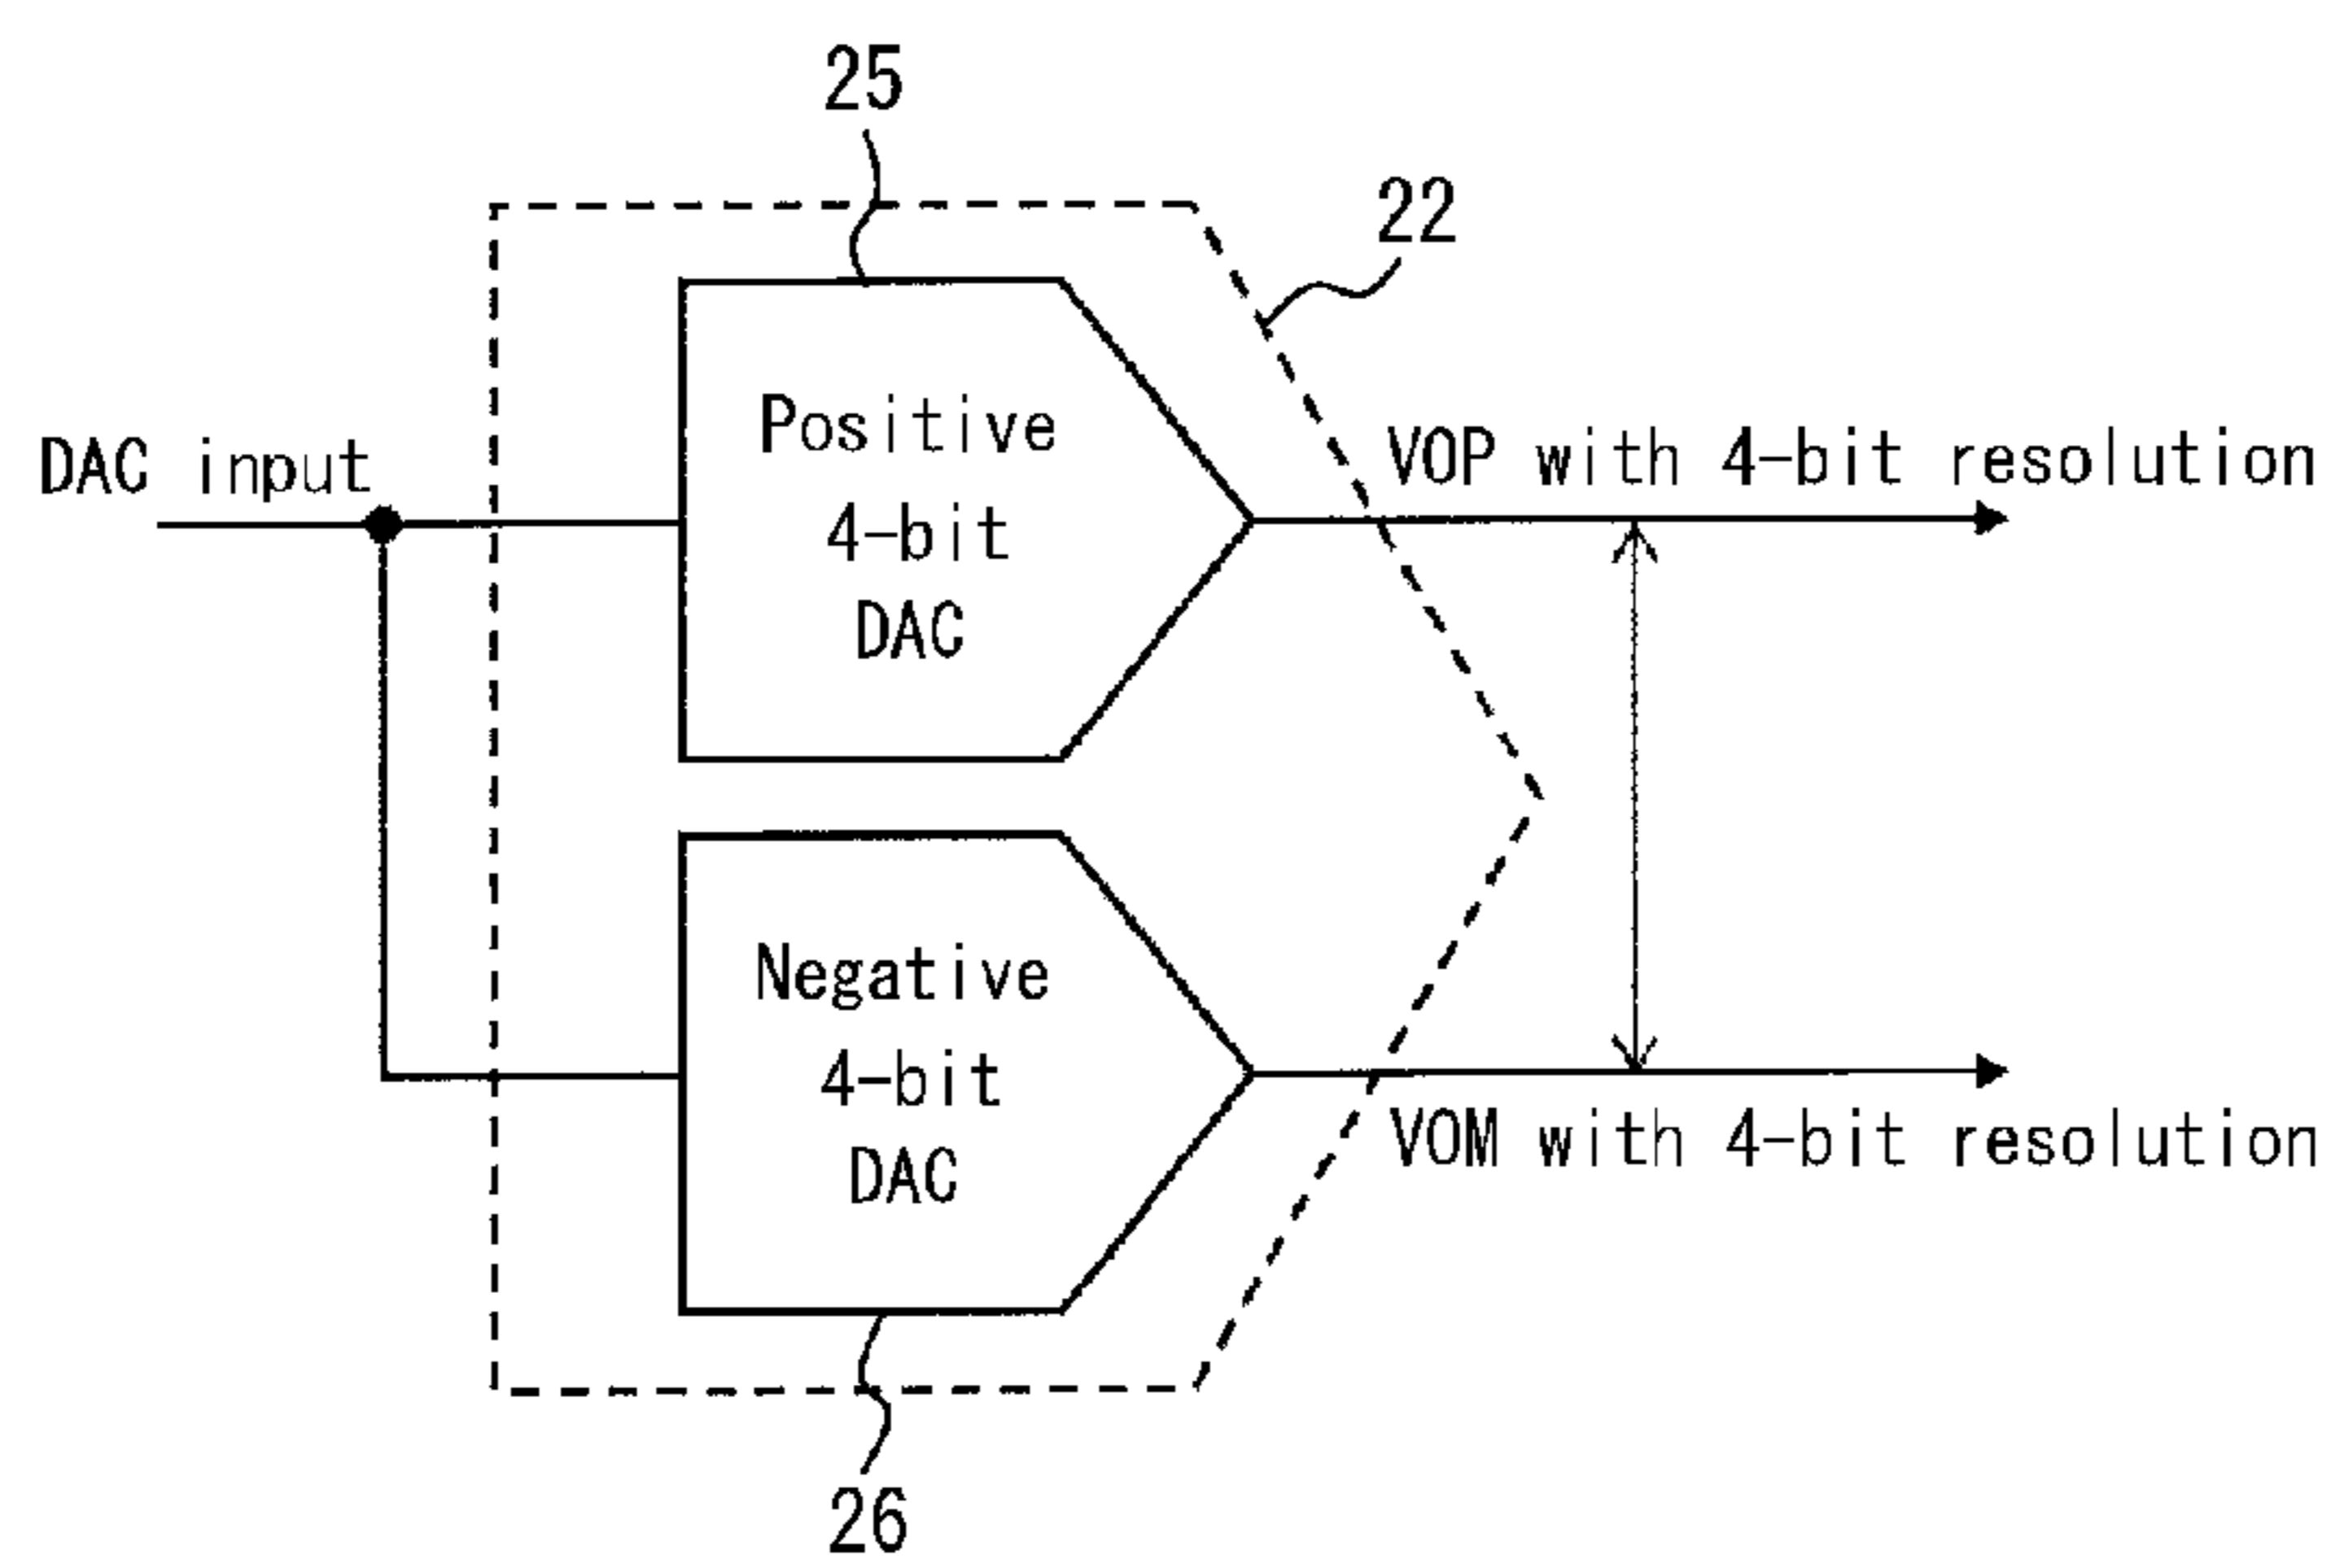 25
22
DAC input
Positive
4-bit
DAC
VOP with 4-bit resolution
Negative
4-bit
DAC
VOM with 4-bit resolution
26